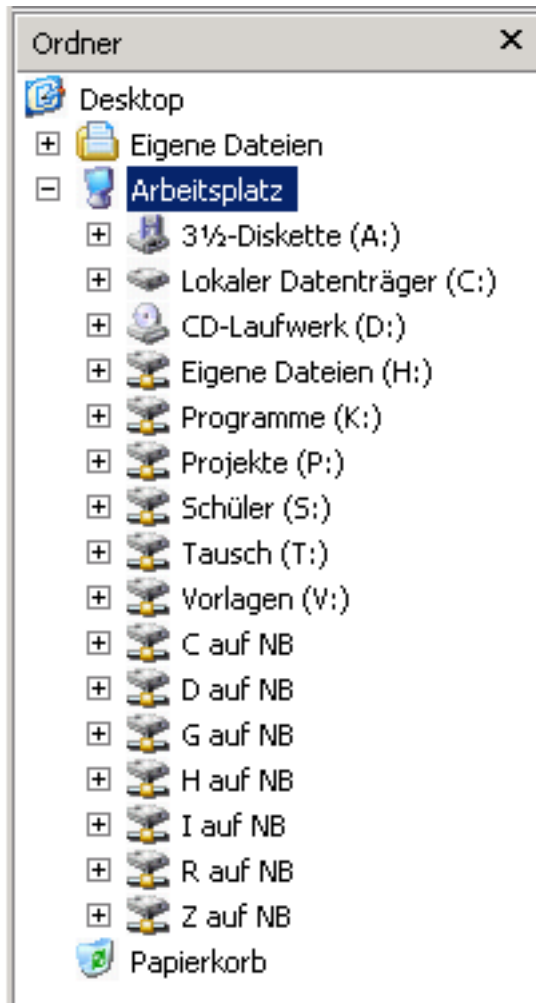 Ordner
Desktop
Eigene Dateien
Arbeitsplatz
3½-Diskette (A:)
Lokaler Datenträger (C:)
CD-Laufwerk (D:)
Eigene Dateien (H:)
Programme (K:)
Projekte (P:)
Schüler (S:)
Tausch (T:)
Vorlagen (V:)
C auf NB
D auf NB
G auf NB
H auf NB
I auf NB
R auf NB
Z auf NB
Papierkorb